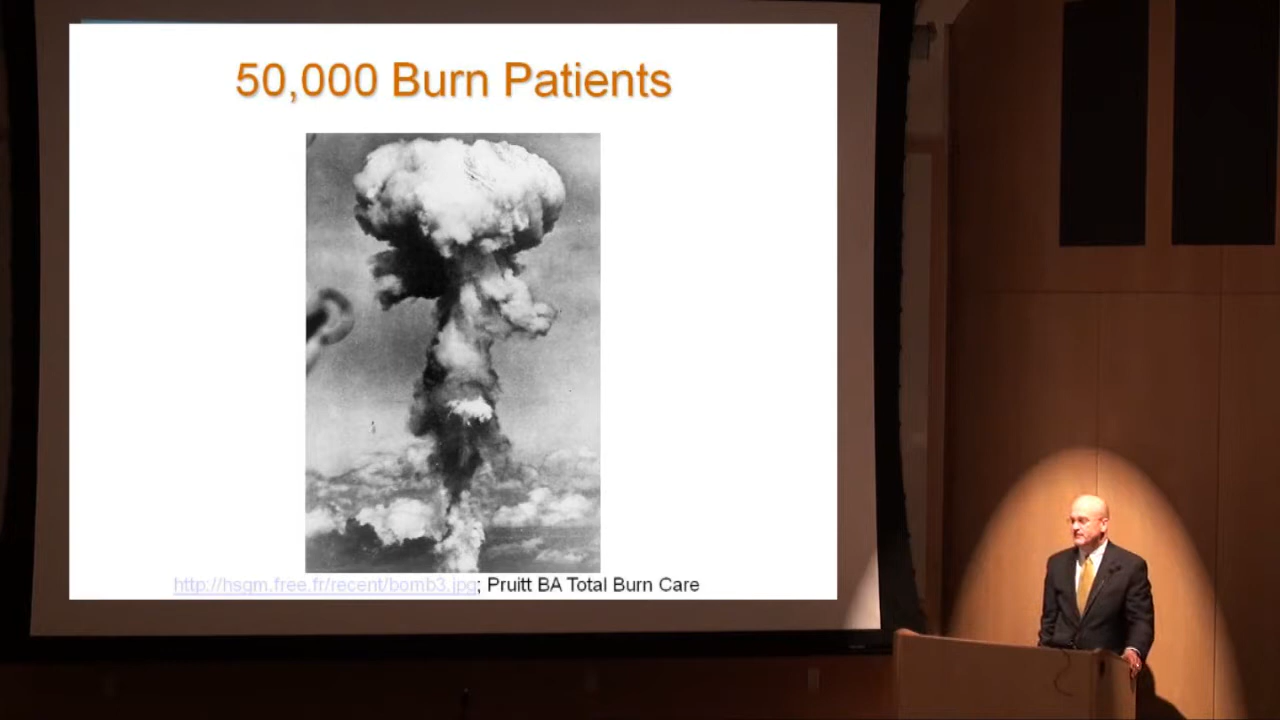 50,000 Burn Patients
http://hsgm.free.fr/recent/bomb3.jpg; Pruitt BA Total Burn Care